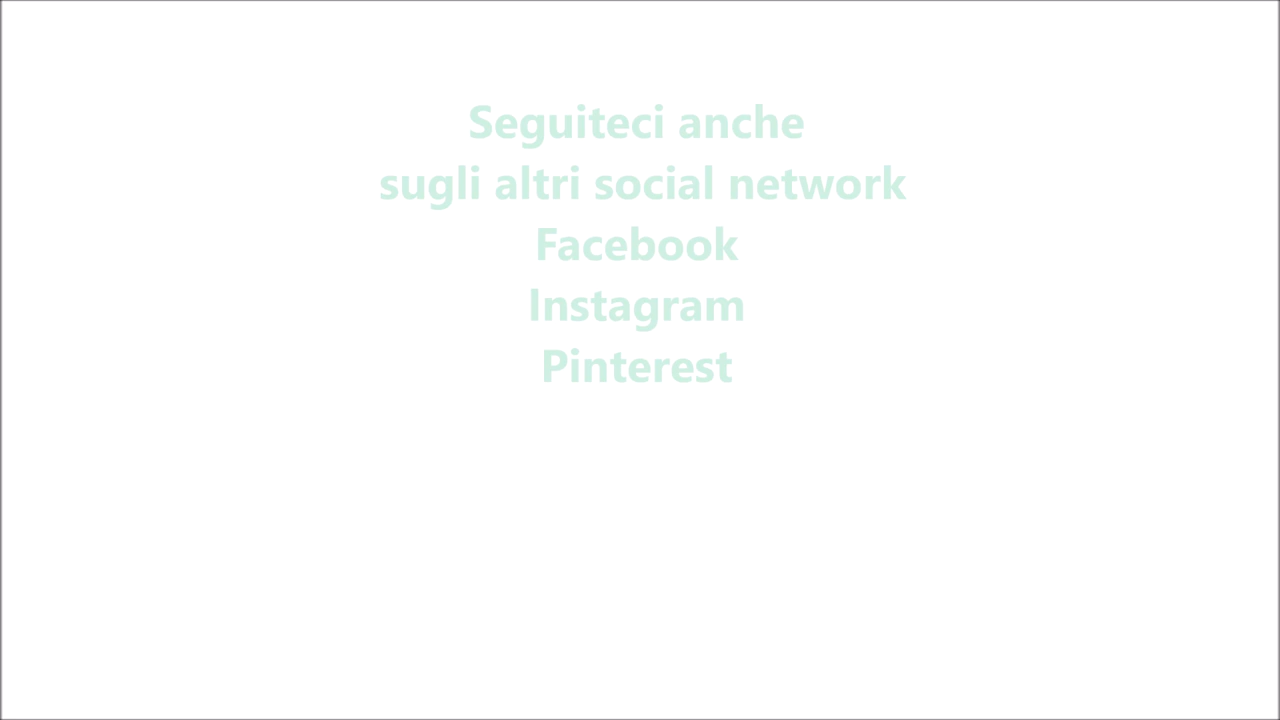 Seguiteci anche
sugli altri social network
Facebook
Instagram
Pinterest